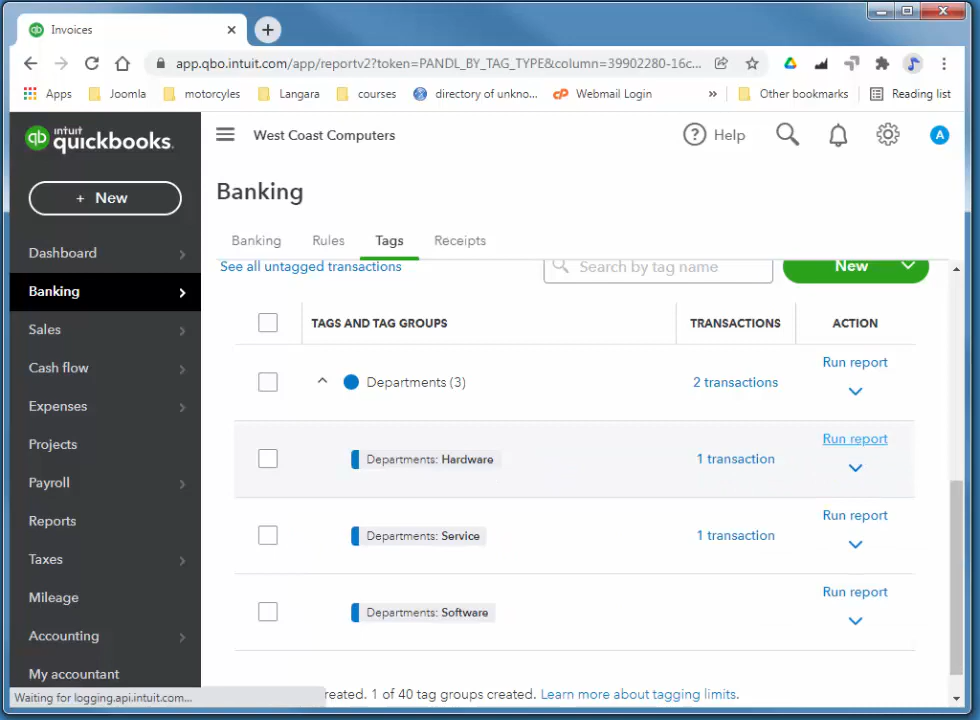 Invoices
app.qbo.intuit.com/app/reportv2?token=PANDL_BY_TAG_TYPE&column=39902280-16c...
Apps Joomla motorcyles Langara courses directory of unkno... Webmail Login » Other bookmarks Reading list
intuit quickbooks.
West Coast Computers
Help
A
+ New
Banking
Banking Rules Tags Receipts
Dashboard
Banking
Sales
Cash flow
Expenses
Projects
Payroll
Reports
Taxes
Mileage
Accounting
My accountant
See all untagged transactions
Search by tag name
New
TAGS AND TAG GROUPS TRANSACTIONS ACTION
Departments (3) 2 transactions Run report
Departments: Hardware 1 transaction Run report
Departments: Service 1 transaction Run report
Departments: Software Run report
reated. 1 of 40 tag groups created. Learn more about tagging limits.
Waiting for logging.api.intuit.com...